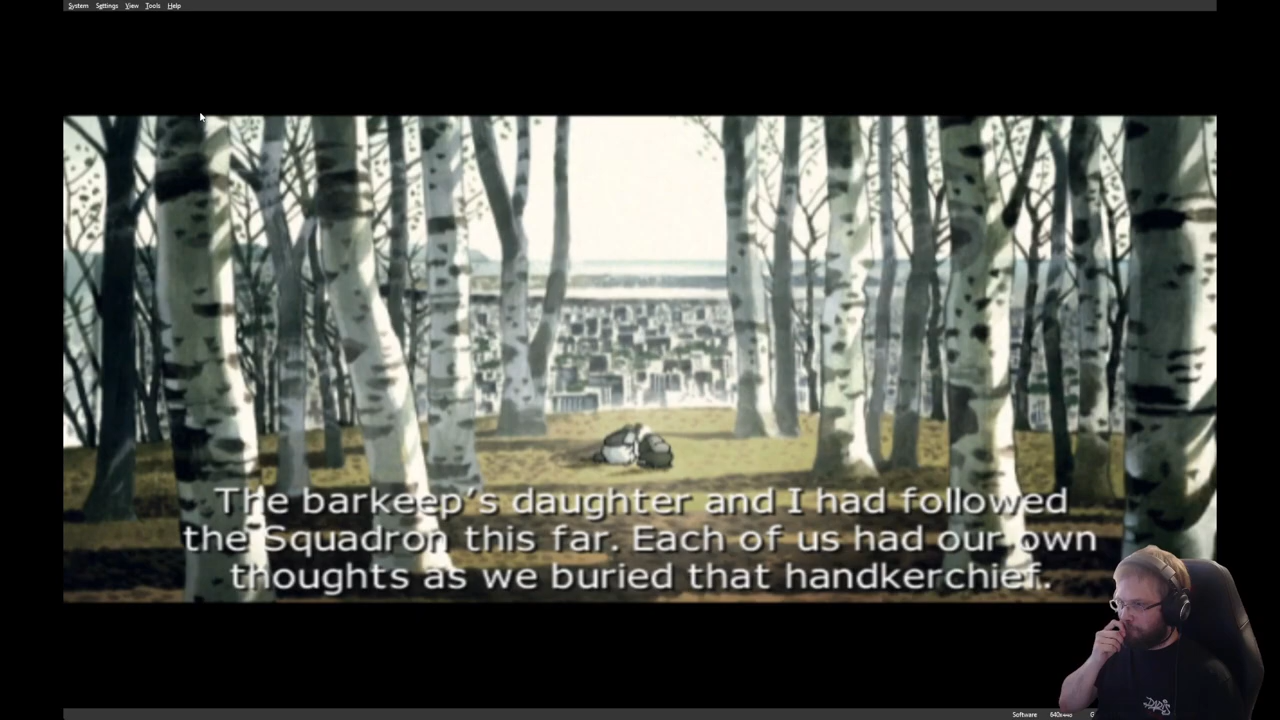 System Settings View Tools Help
The barkeep's daughter and I had followed
the Squadron this far. Each of us had our own
thoughts as we buried that handkerchief.
Software